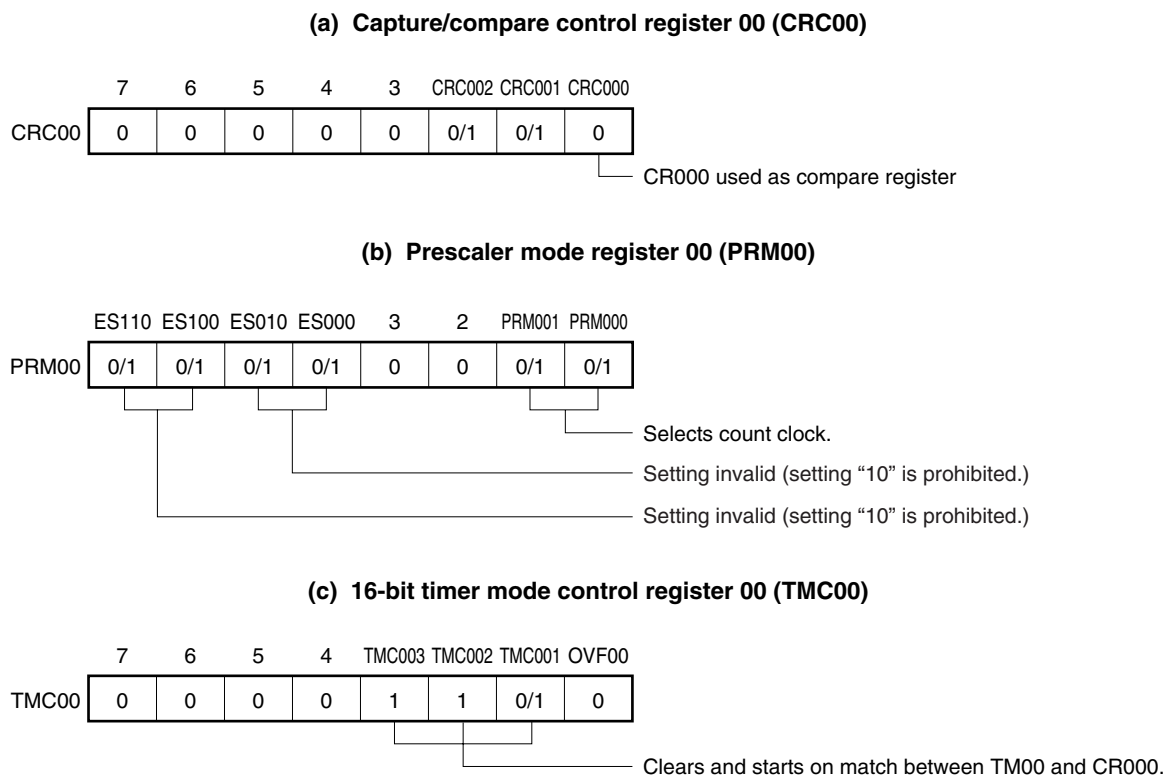 (a) Capture/compare control register 00 (CRC00)
7 6 5 4 3 CRC002 CRC001 CRC000
CRC00 0 0 0 0 0 0/1 0/1 0
CR000 used as compare register
(b) Prescaler mode register 00 (PRM00)
ES110 ES100 ES010 ES000 3 2 PRM001 PRM000
PRM00 0/1 0/1 0/1 0/1 0 0 0/1 0/1
Selects count clock.
Setting invalid (setting “10” is prohibited.)
Setting invalid (setting “10” is prohibited.)
(c) 16-bit timer mode control register 00 (TMC00)
7 6 5 4 TMC003 TMC002 TMC001 OVF00
TMC00 0 0 0 0 1 1 0/1 0
Clears and starts on match between TM00 and CR000.